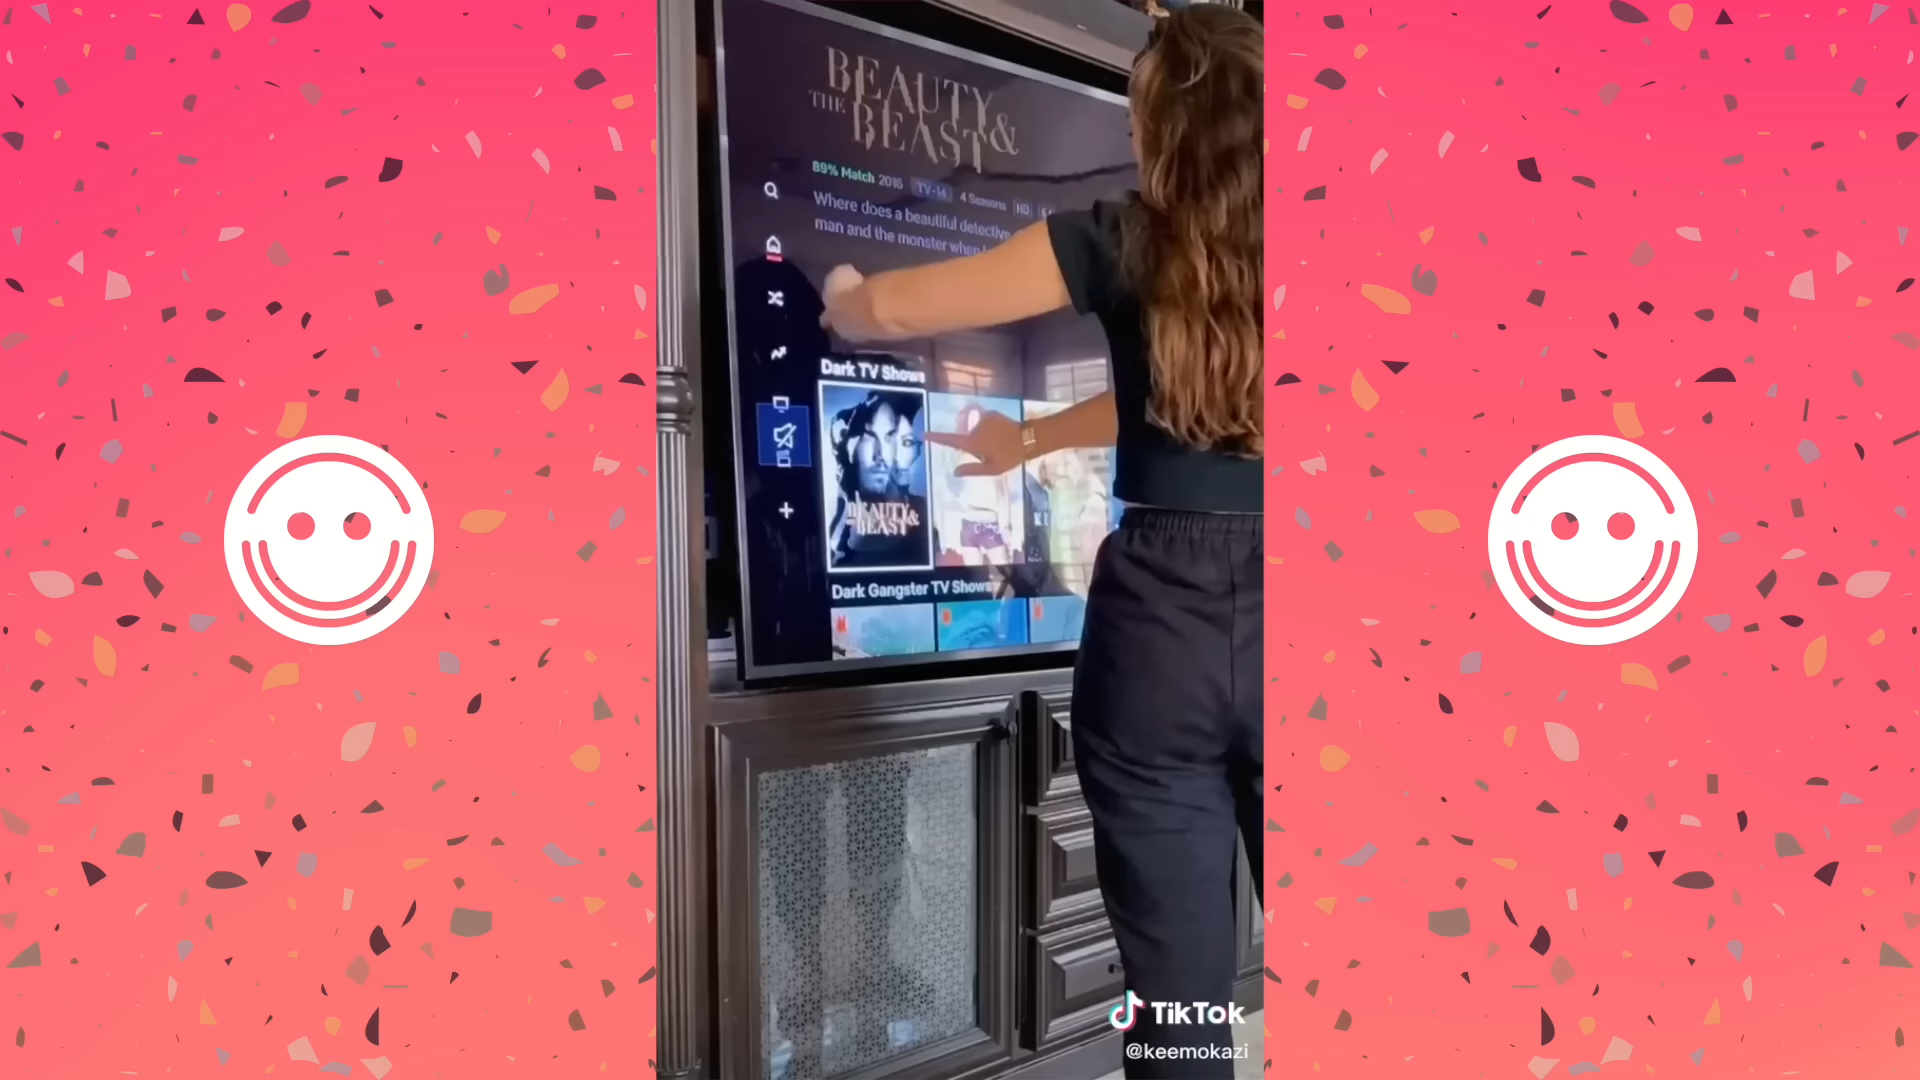 BEAUTY
THE BEAST &
89% Match 2016 TV-14 4 Seasons HD
Where does a beautiful detective
man and the monster when
Dark TV Shows
BEAUTY &
BEAST
Dark Gangster TV Shows
TikTok
@keemokazi